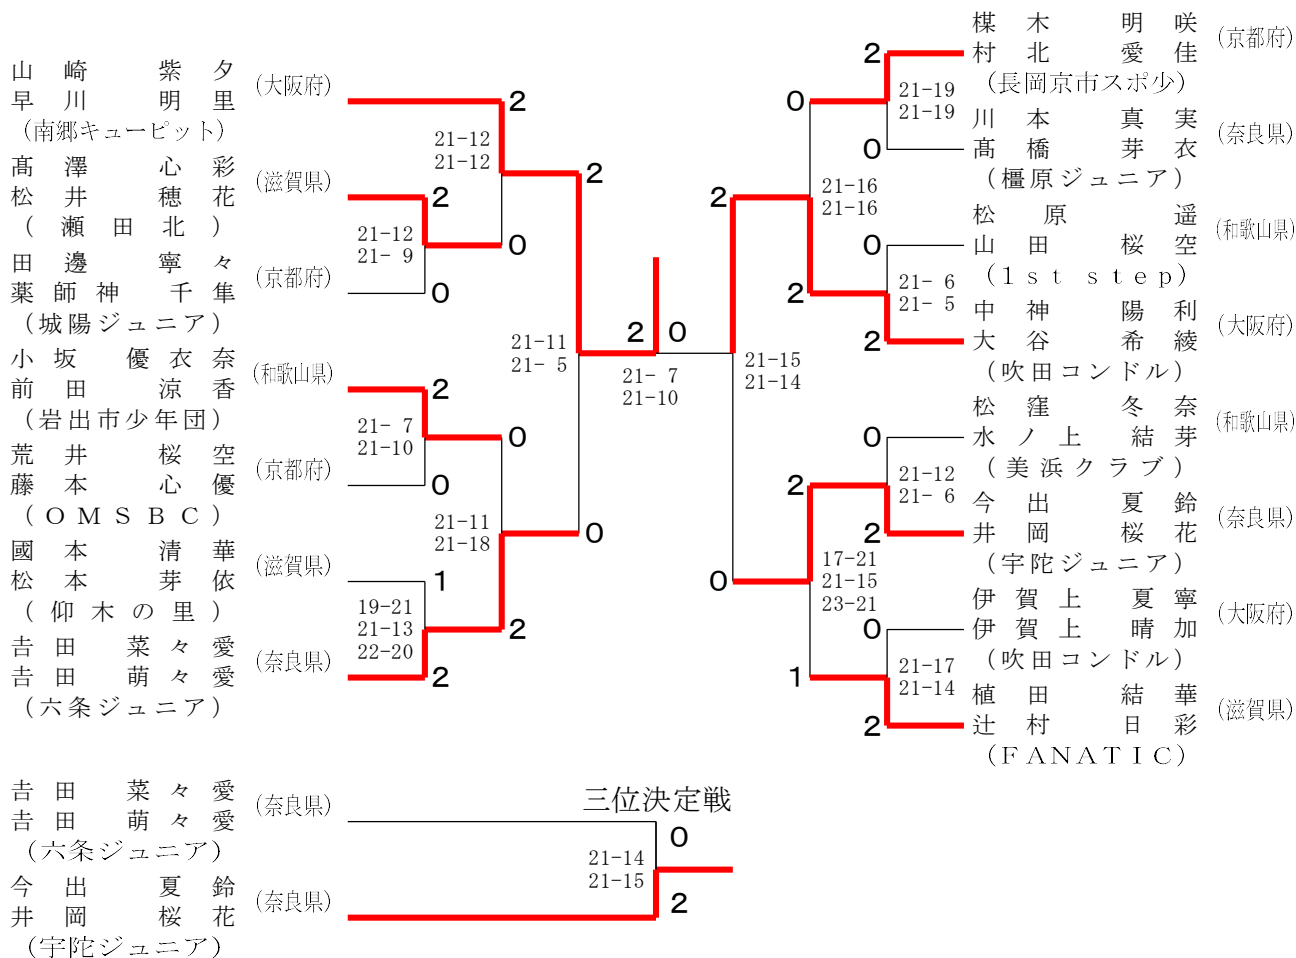 山崎 紫夕
早川 明里
(大阪府)
(南郷キューピット)
髙澤 心彩
松井 穂花
(滋賀県)
(瀬田北)
田邊 寧々
薬師神 千隼
(京都府)
(城陽ジュニア)
小坂 優衣奈
前田 涼香
(和歌山県)
(岩出市少年団)
荒井 桜空
藤本 心優
(京都府)
(OMSBC)
國本 清華
松本 芽依
(滋賀県)
(仰木の里)
𠮷田 菜々愛
𠮷田 萌々愛
(奈良県)
(六条ジュニア)
2
21-12
21-12
0
2
21-12
21- 9
0
2
2
21- 7
21-10
0
0
21-11
21-18
2
1
19-21
21-13
22-20
2
21-11
21- 5
0
2
0
21- 7
21-10
2
21-15
21-14
0
0
21-16
21-16
2
2
21-19
21-19
0
0
21- 6
21- 5
2
2
17-21
21-15
23-21
1
0
21-12
21- 6
2
0
21-17
21-14
2
楳木 明咲
村北 愛佳
(京都府)
(長岡京市スポ少)
川本 真実
髙橋 芽衣
(奈良県)
(橿原ジュニア)
松原 遥
山田 桜空
(和歌山県)
(1st step)
中神 陽利
大谷 希綾
(大阪府)
(吹田コンドル)
松窪 冬奈
水ノ上 結芽
(和歌山県)
(美浜クラブ)
今出 夏鈴
井岡 桜花
(奈良県)
(宇陀ジュニア)
伊賀上 夏寧
伊賀上 晴加
(大阪府)
(吹田コンドル)
植田 結華
辻村 日彩
(滋賀県)
(FANATIC)
三位決定戦
𠮷田 菜々愛
𠮷田 萌々愛
(奈良県)
(六条ジュニア)
0
21-14
21-15
2
今出 夏鈴
井岡 桜花
(奈良県)
(宇陀ジュニア)